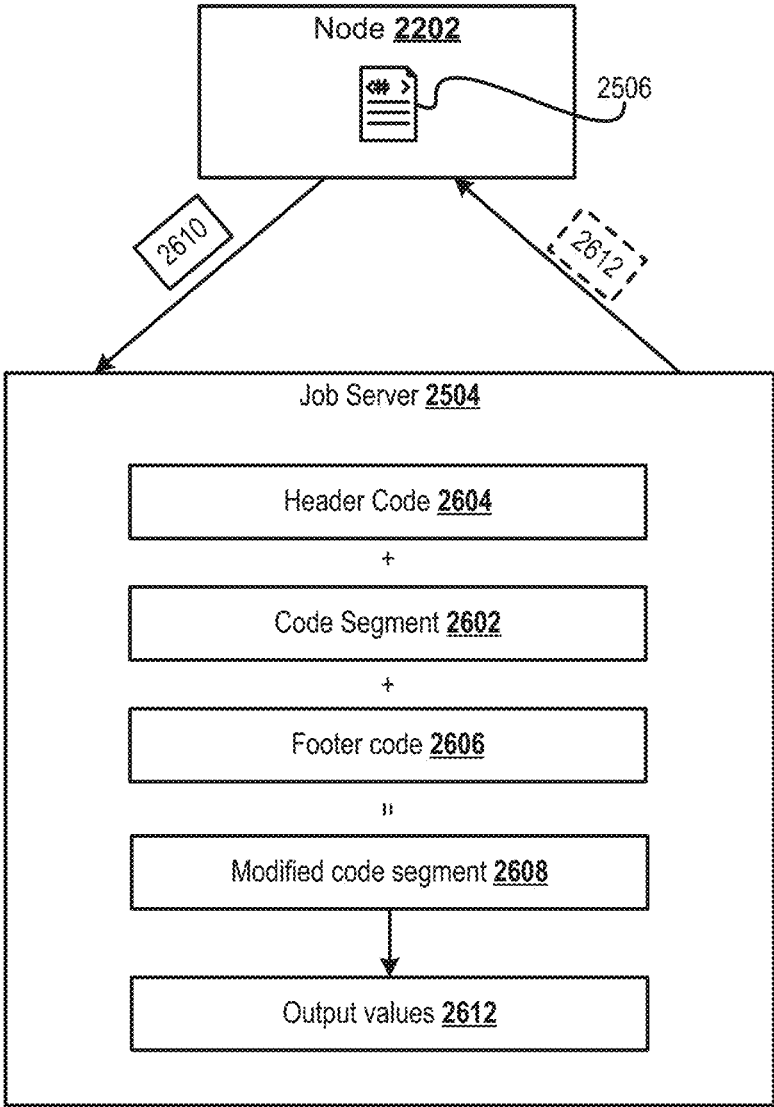 Node 2202
<# >
2506
2610
2612
Job Server 2504
Header Code 2604
+
Code Segment 2602
+
Footer code 2606
=
Modified code segment 2608
Output values 2612